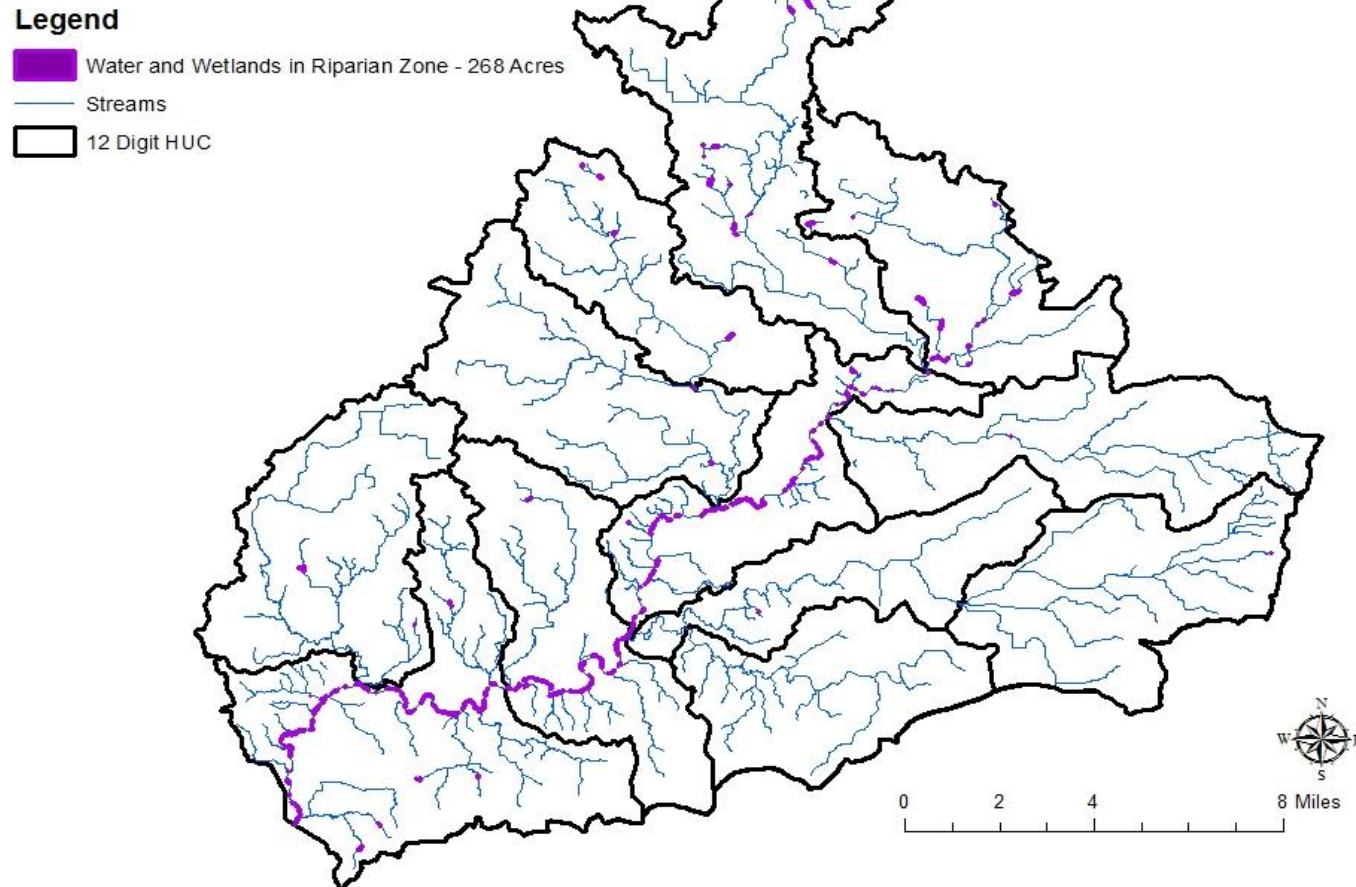 Legend
Water and Wetlands in Riparian Zone - 268 Acres
Streams
12 Digit HUC
N
W
S
0 2 4 8 Miles